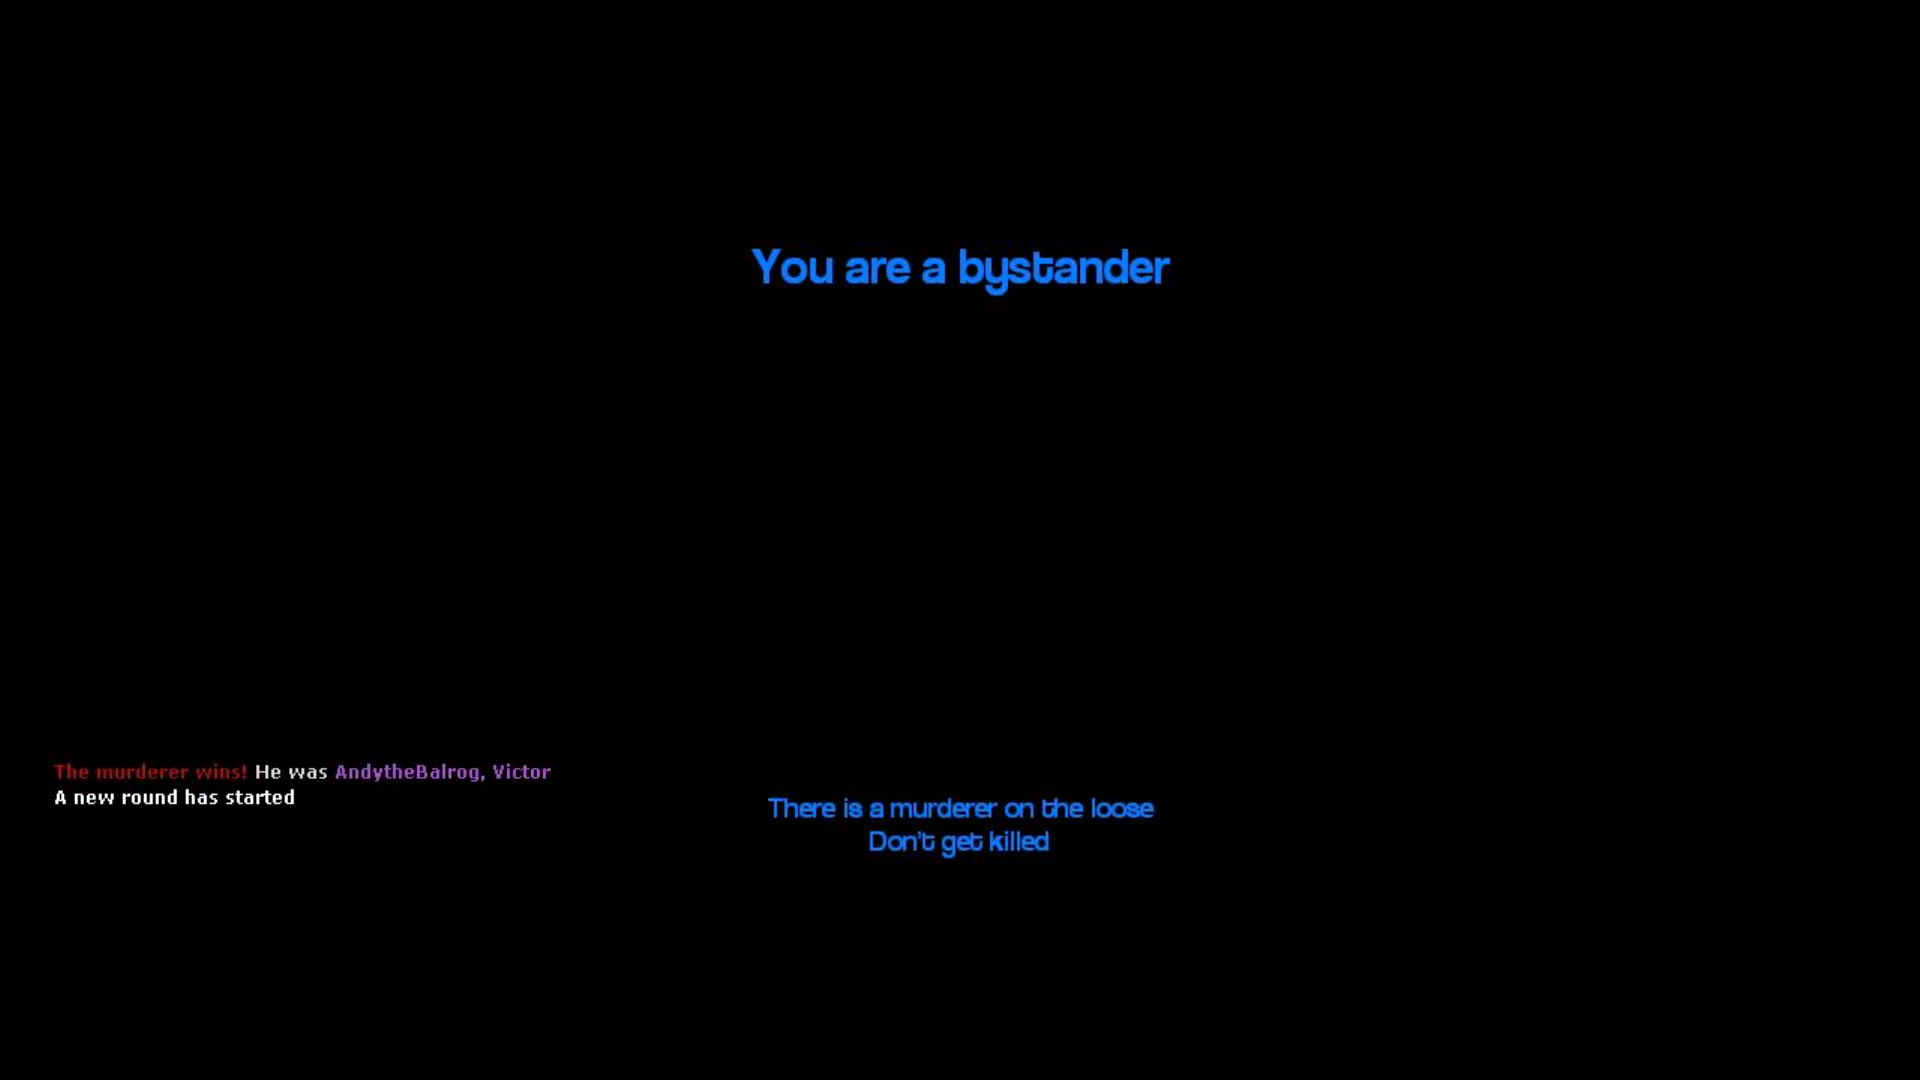 You are a bystander
The murderer wins! He was AndytheBalrog, Victor
A new round has started
There is a murderer on the loose
Don't get killed